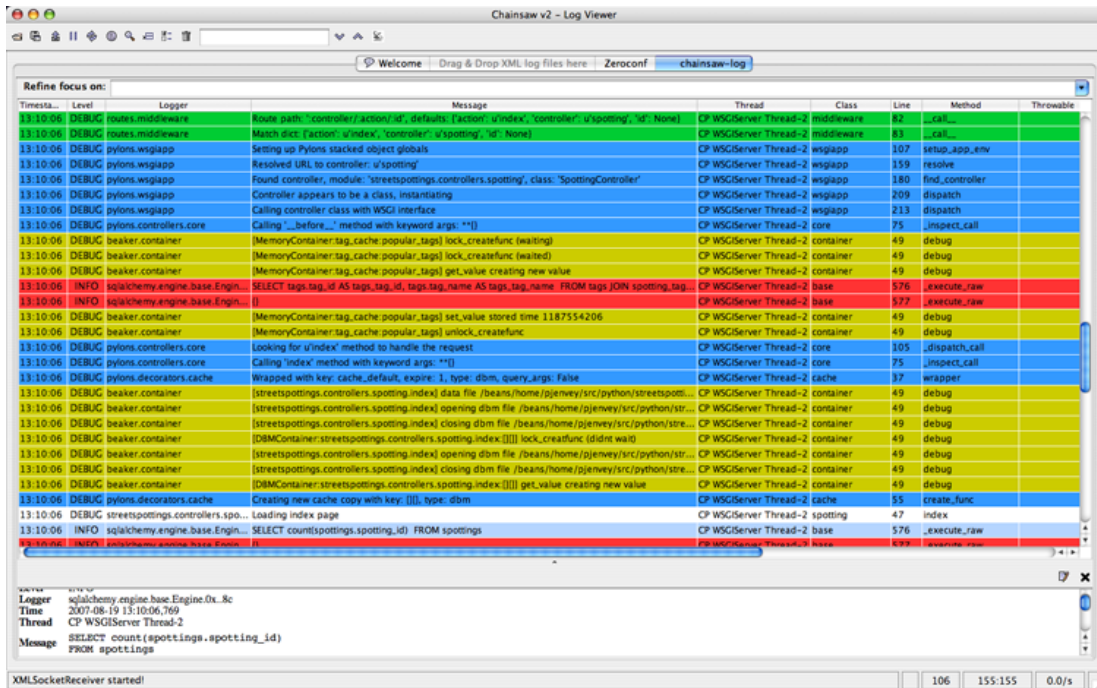 Chainsaw v2 – Log Viewer
Welcome Drag & Drop XML log files here Zeroconf chainsaw-log
Refine focus on:
Timesta... Level Logger Message Thread Class Line Method Throwable
13:10:06 DEBUG routes.middleware Route path: ':controller/:action/:id', defaults: {'action': u'index', 'controller': u'spotting', 'id': None} CP WSGIServer Thread-2 middleware 82 __call__
13:10:06 DEBUG routes.middleware Match dict: {'action': u'index', 'controller': u'spotting', 'id': None} CP WSGIServer Thread-2 middleware 83 __call__
13:10:06 DEBUG pylons.wsgiapp Setting up Pylons stacked object globals CP WSGIServer Thread-2 wsgiapp 107 setup_app_env
13:10:06 DEBUG pylons.wsgiapp Resolved URL to controller: u'spotting' CP WSGIServer Thread-2 wsgiapp 159 resolve
13:10:06 DEBUG pylons.wsgiapp Found controller, module: 'streetspottings.controllers.spotting', class: 'SpottingController' CP WSGIServer Thread-2 wsgiapp 180 find_controller
13:10:06 DEBUG pylons.wsgiapp Controller appears to be a class, instantiating CP WSGIServer Thread-2 wsgiapp 209 dispatch
13:10:06 DEBUG pylons.wsgiapp Calling controller class with WSGI interface CP WSGIServer Thread-2 wsgiapp 213 dispatch
13:10:06 DEBUG pylons.controllers.core Calling '__before__' method with keyword args: **{} CP WSGIServer Thread-2 core 75 _inspect_call
13:10:06 DEBUG beaker.container [MemoryContainer:tag_cache:popular_tags] lock_createfunc (waiting) CP WSGIServer Thread-2 container 49 debug
13:10:06 DEBUG beaker.container [MemoryContainer:tag_cache:popular_tags] lock_createfunc (waited) CP WSGIServer Thread-2 container 49 debug
13:10:06 DEBUG beaker.container [MemoryContainer:tag_cache:popular_tags] get_value creating new value CP WSGIServer Thread-2 container 49 debug
13:10:06 INFO sqlalchemy.engine.base.Engin... SELECT tags.tag_id AS tags_tag_id, tags.tag_name AS tags_tag_name FROM tags JOIN spotting_tag... CP WSGIServer Thread-2 base 576 _execute_raw
13:10:06 INFO sqlalchemy.engine.base.Engin... {} CP WSGIServer Thread-2 base 577 _execute_raw
13:10:06 DEBUG beaker.container [MemoryContainer:tag_cache:popular_tags] set_value stored time 1187554206 CP WSGIServer Thread-2 container 49 debug
13:10:06 DEBUG beaker.container [MemoryContainer:tag_cache:popular_tags] unlock_createfunc CP WSGIServer Thread-2 container 49 debug
13:10:06 DEBUG pylons.controllers.core Looking for u'index' method to handle the request CP WSGIServer Thread-2 core 105 _dispatch_call
13:10:06 DEBUG pylons.controllers.core Calling 'index' method with keyword args: **{} CP WSGIServer Thread-2 core 75 _inspect_call
13:10:06 DEBUG pylons.decorators.cache Wrapped with key: cache_default, expire: 1, type: dbm, query_args: False CP WSGIServer Thread-2 cache 37 wrapper
13:10:06 DEBUG beaker.container [streetspottings.controllers.spotting.index] data file /beans/home/pjenvey/src/python/streetspotti... CP WSGIServer Thread-2 container 49 debug
13:10:06 DEBUG beaker.container [streetspottings.controllers.spotting.index] opening dbm file /beans/home/pjenvey/src/python/str... CP WSGIServer Thread-2 container 49 debug
13:10:06 DEBUG beaker.container [streetspottings.controllers.spotting.index] closing dbm file /beans/home/pjenvey/src/python/stre... CP WSGIServer Thread-2 container 49 debug
13:10:06 DEBUG beaker.container [DBMContainer:streetspottings.controllers.spotting.index:[][]] lock_creatfunc (didnt wait) CP WSGIServer Thread-2 container 49 debug
13:10:06 DEBUG beaker.container [streetspottings.controllers.spotting.index] opening dbm file /beans/home/pjenvey/src/python/str... CP WSGIServer Thread-2 container 49 debug
13:10:06 DEBUG beaker.container [streetspottings.controllers.spotting.index] closing dbm file /beans/home/pjenvey/src/python/stre... CP WSGIServer Thread-2 container 49 debug
13:10:06 DEBUG beaker.container [DBMContainer:streetspottings.controllers.spotting.index:[][]] get_value creating new value CP WSGIServer Thread-2 container 49 debug
13:10:06 DEBUG pylons.decorators.cache Creating new cache copy with key: [][], type: dbm CP WSGIServer Thread-2 cache 55 create_func
13:10:06 DEBUG streetspottings.controllers.spo... Loading index page CP WSGIServer Thread-2 spotting 47 index
13:10:06 INFO sqlalchemy.engine.base.Engin... SELECT count(spottings.spotting_id) FROM spottings CP WSGIServer Thread-2 base 576 _execute_raw
13:10:06 INFO sqlalchemy.engine.base.Engin... {} CP WSGIServer Thread-2 base 577 _execute_raw
Level INFO
Logger sqlalchemy.engine.base.Engine.0x..8c
Time 2007-08-19 13:10:06,769
Thread CP WSGIServer Thread-2
Message SELECT count(spottings.spotting_id)
FROM spottings
XMLSocketReceiver started! 106 155:155 0.0/s